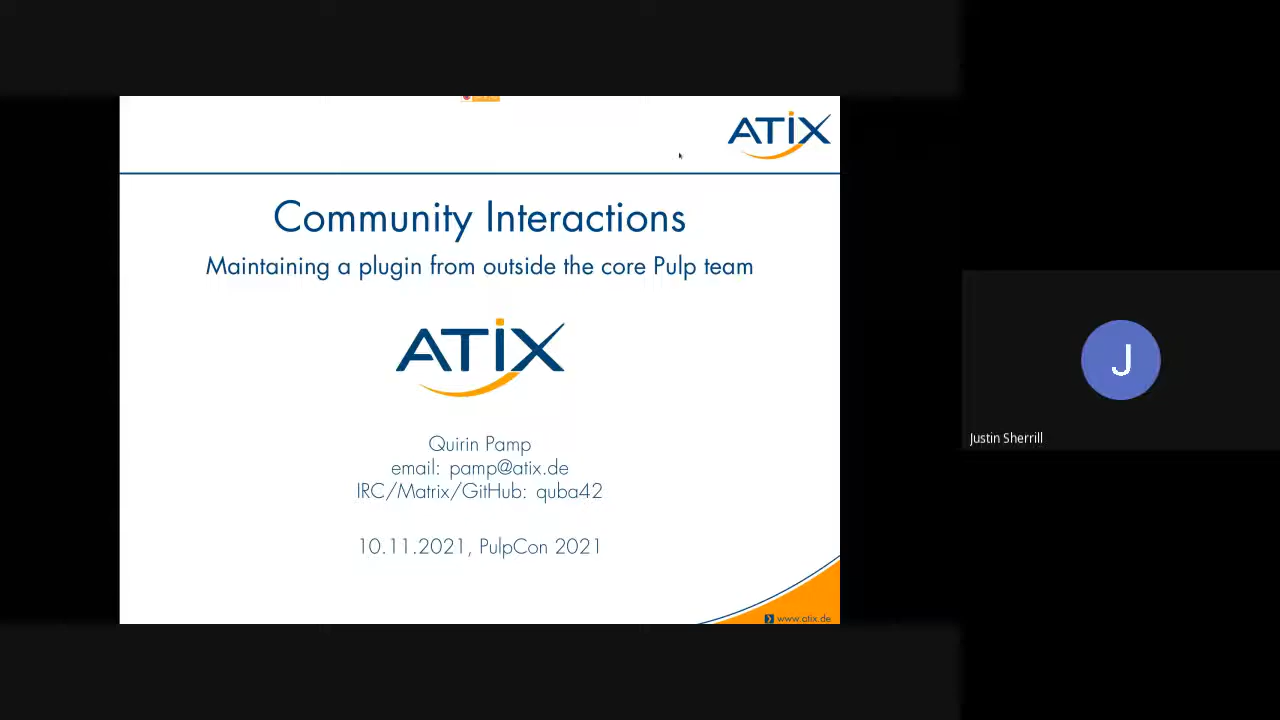 ATIX
Community Interactions
Maintaining a plugin from outside the core Pulp team
ATIX
Quirin Pamp
email: pamp@atix.de
IRC/Matrix/GitHub: quba42
10.11.2021, PulpCon 2021
www.atix.de
J
Justin Sherrill